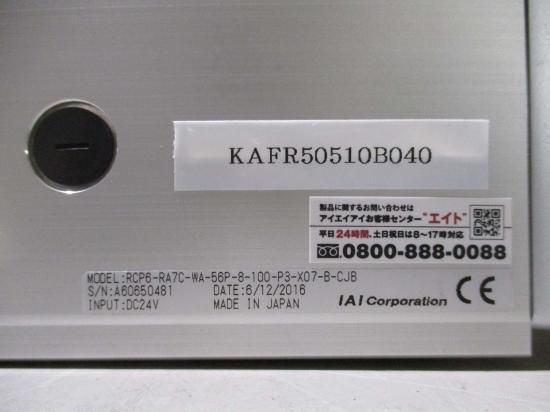 KAFR50510B040
製品に関するお問い合わせは
アイエイアイお客様センター"エイト"
平日24時間、土日祝日は8〜17時対応
0800-888-0088
MODEL:RCP6-RA7C-WA-56P-8-100-P3-X07-B-CJB
S/N:A60650481 DATE:6/12/2016
INPUT:DC24V MADE IN JAPAN
IAI Corporation CE